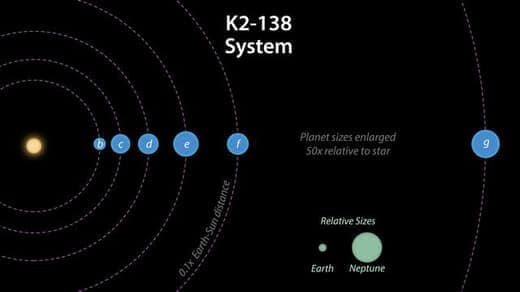 K2-138
System
b
c
d
e
f
g
Planet sizes enlarged
50x relative to star
0.1x Earth-Sun distance
Relative Sizes
Earth
Neptune